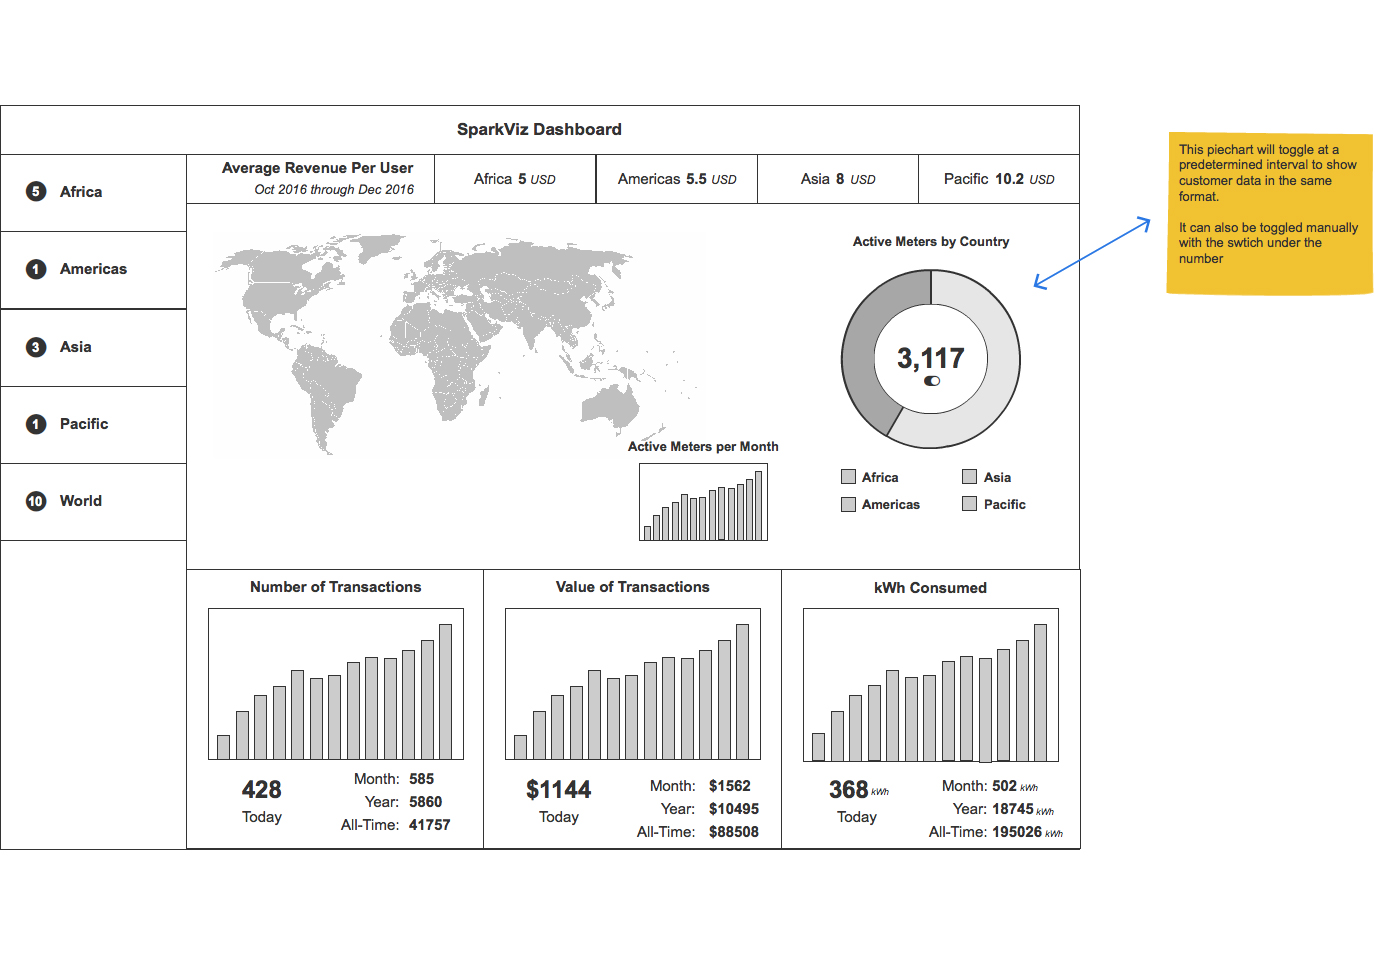 SparkViz Dashboard
5 Africa
1 Americas
3 Asia
1 Pacific
10 World
Average Revenue Per User
Oct 2016 through Dec 2016
Africa 5 USD
Americas 5.5 USD
Asia 8 USD
Pacific 10.2 USD
Active Meters by Country
3,117
Africa
Asia
Americas
Pacific
Active Meters per Month
This piechart will toggle at a
predetermined interval to show
customer data in the same
format.
It can also be toggled manually
with the swtich under the
number
Number of Transactions
428
Today
Month: 585
Year: 5860
All-Time: 41757
Value of Transactions
$1144
Today
Month: $1562
Year: $10495
All-Time: $88508
kWh Consumed
368 kWh
Today
Month: 502 kWh
Year: 18745 kWh
All-Time: 195026 kWh